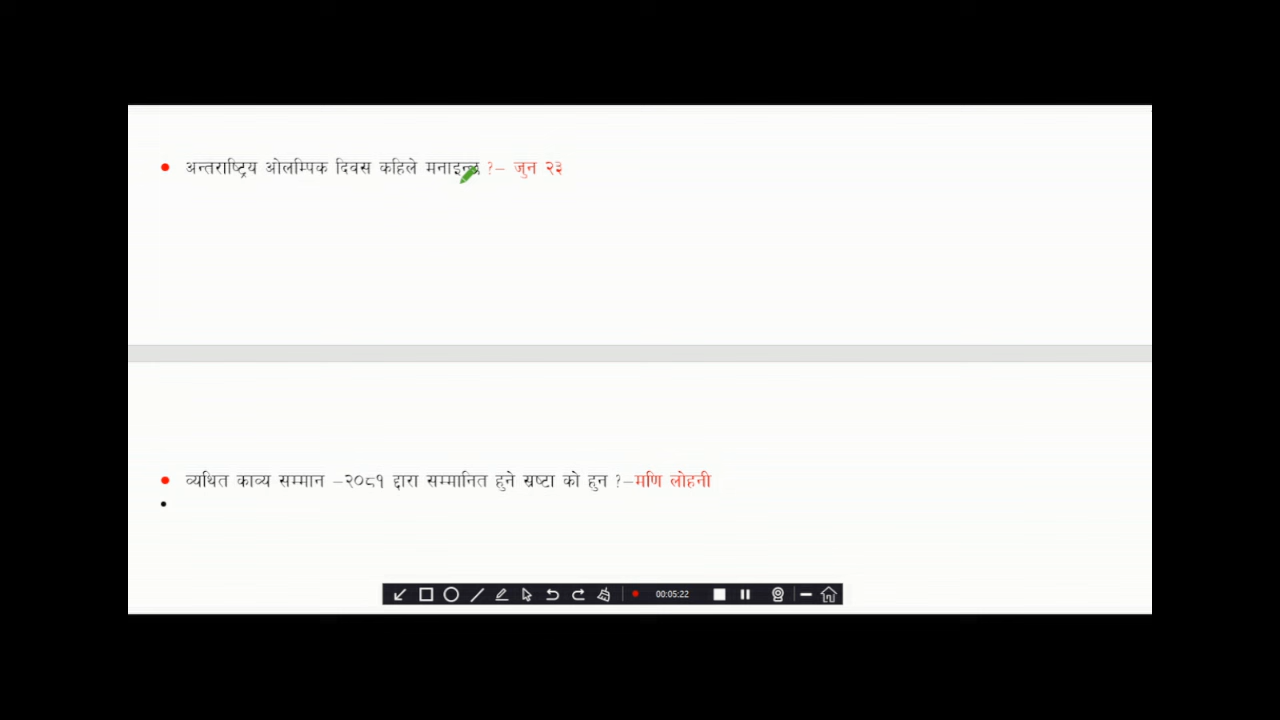 अन्तराष्ट्रिय ओलम्पिक दिवस कहिले मनाइन्छ ?– जुन २३
व्यथित काव्य सम्मान –२०८१ द्वारा सम्मानित हुने स्रष्टा को हुन ?–मणि लोहनी
00:05:22